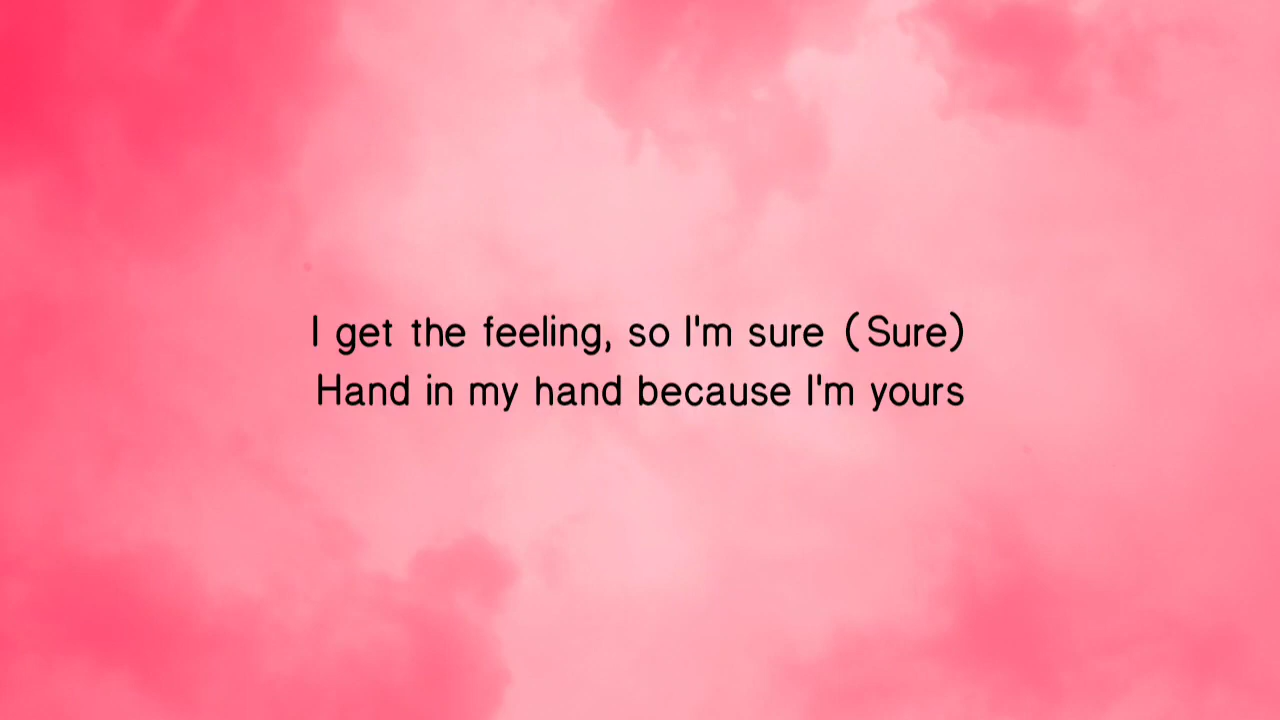 I get the feeling, so I'm sure (Sure)
Hand in my hand because I'm yours